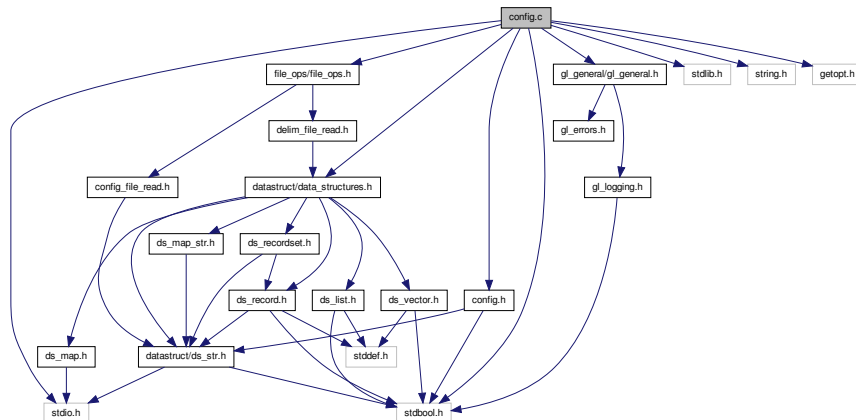 config.c
file_ops/file_ops.h
gl_general/gl_general.h
stdlib.h
string.h
getopt.h
delim_file_read.h
gl_errors.h
config_file_read.h
datastruct/data_structures.h
gl_logging.h
ds_map_str.h
ds_recordset.h
ds_record.h
ds_list.h
ds_vector.h
config.h
ds_map.h
datastruct/ds_str.h
stddef.h
stdio.h
stdbool.h